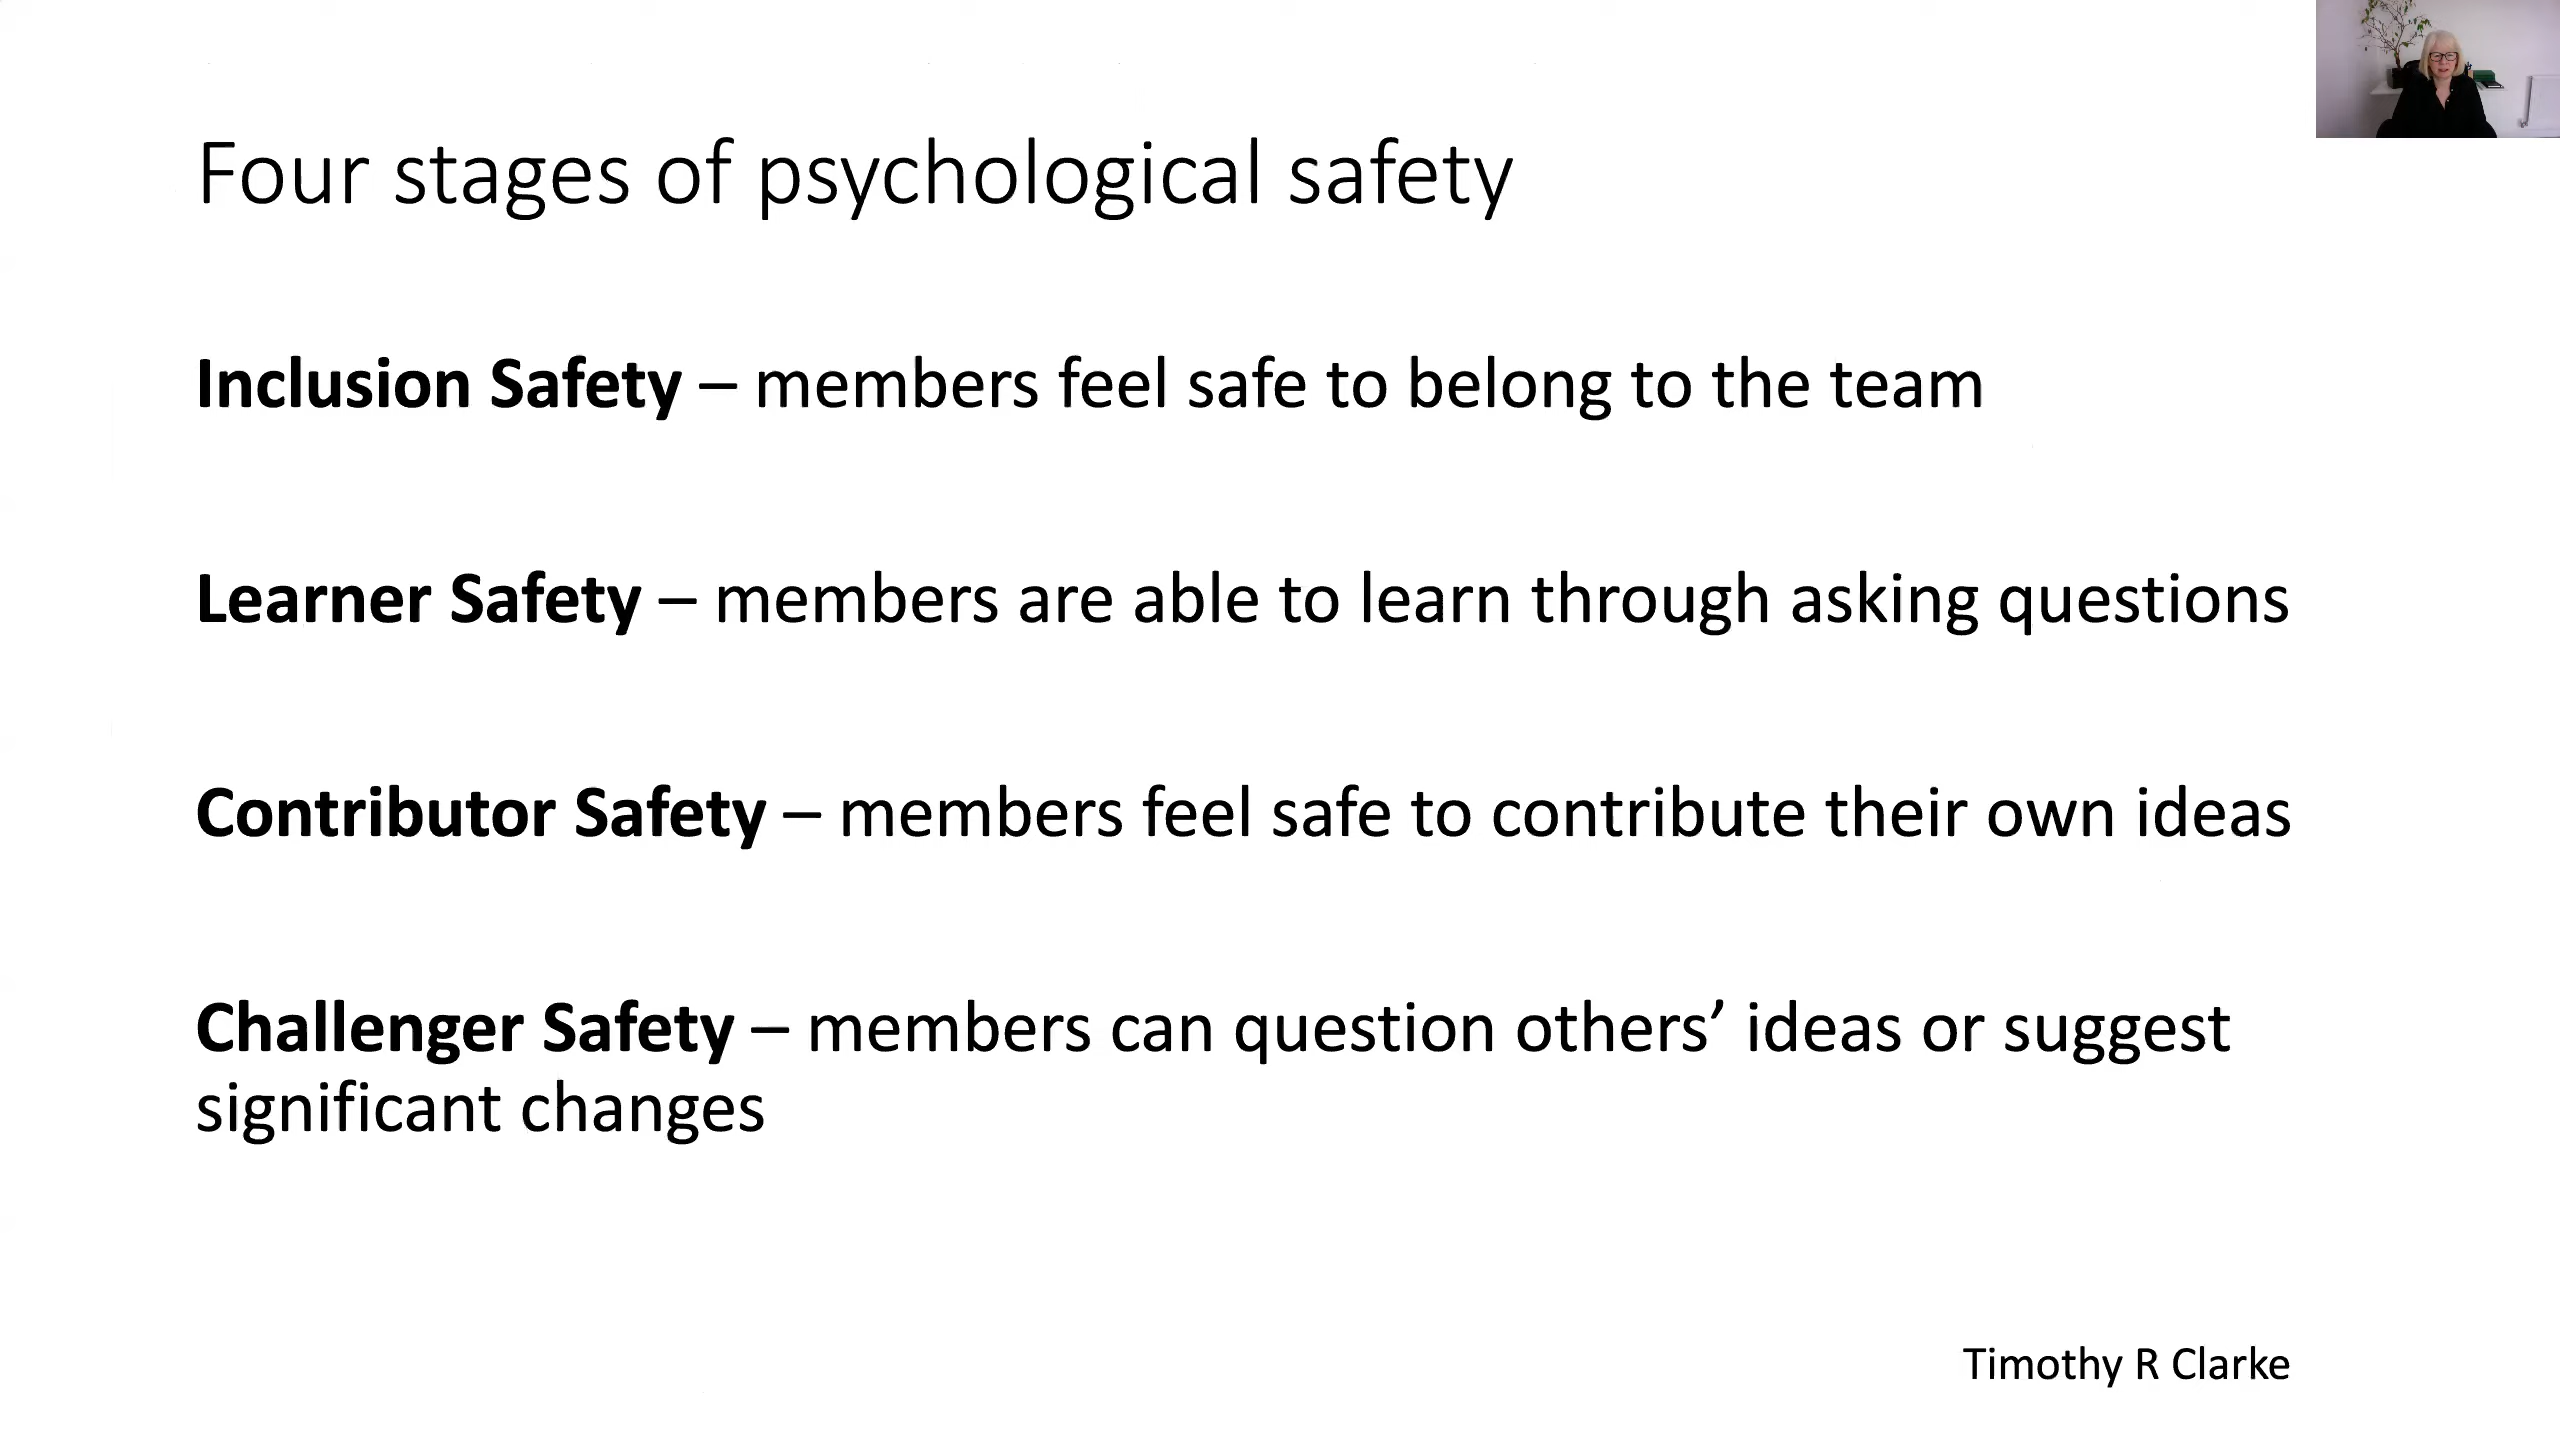 Four stages of psychological safety
Inclusion Safety – members feel safe to belong to the team
Learner Safety – members are able to learn through asking questions
Contributor Safety – members feel safe to contribute their own ideas
Challenger Safety – members can question others’ ideas or suggest
significant changes
Timothy R Clarke